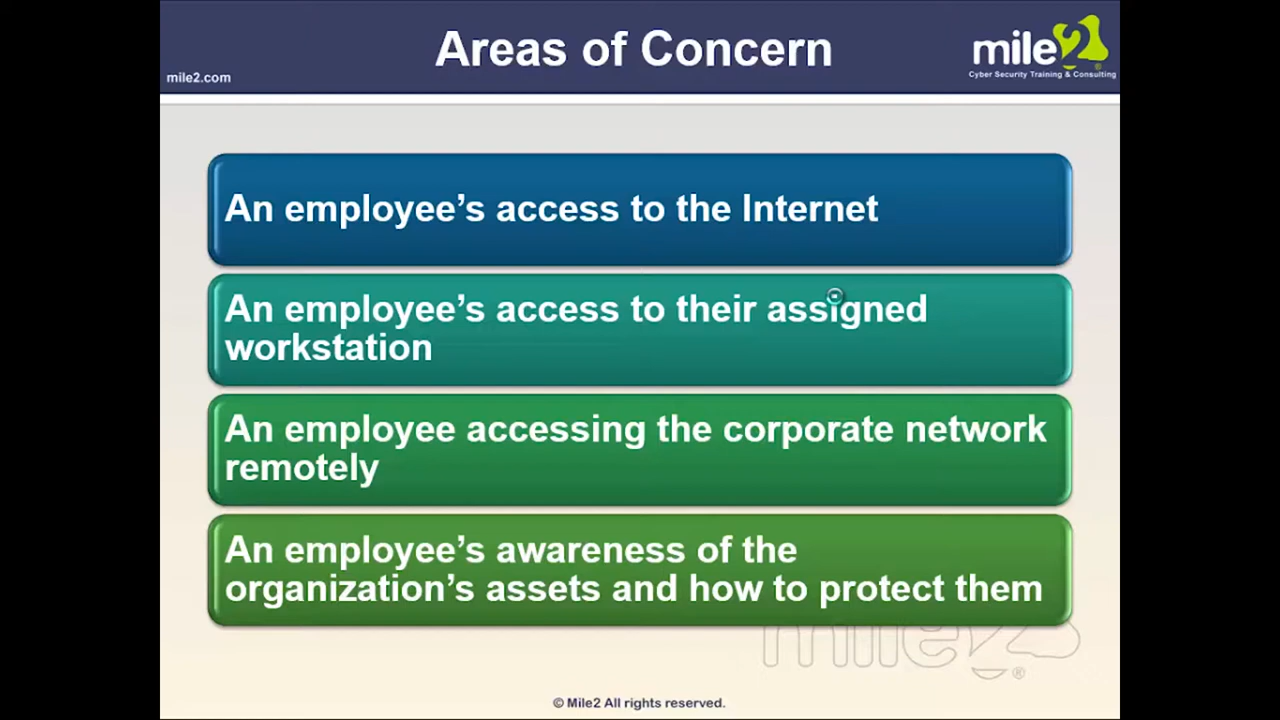 Areas of Concern
mile2.com
mile2
Cyber Security Training & Consulting
An employee’s access to the Internet
An employee’s access to their assigned
workstation
An employee accessing the corporate network
remotely
An employee’s awareness of the
organization’s assets and how to protect them
mile2®
© Mile2 All rights reserved.